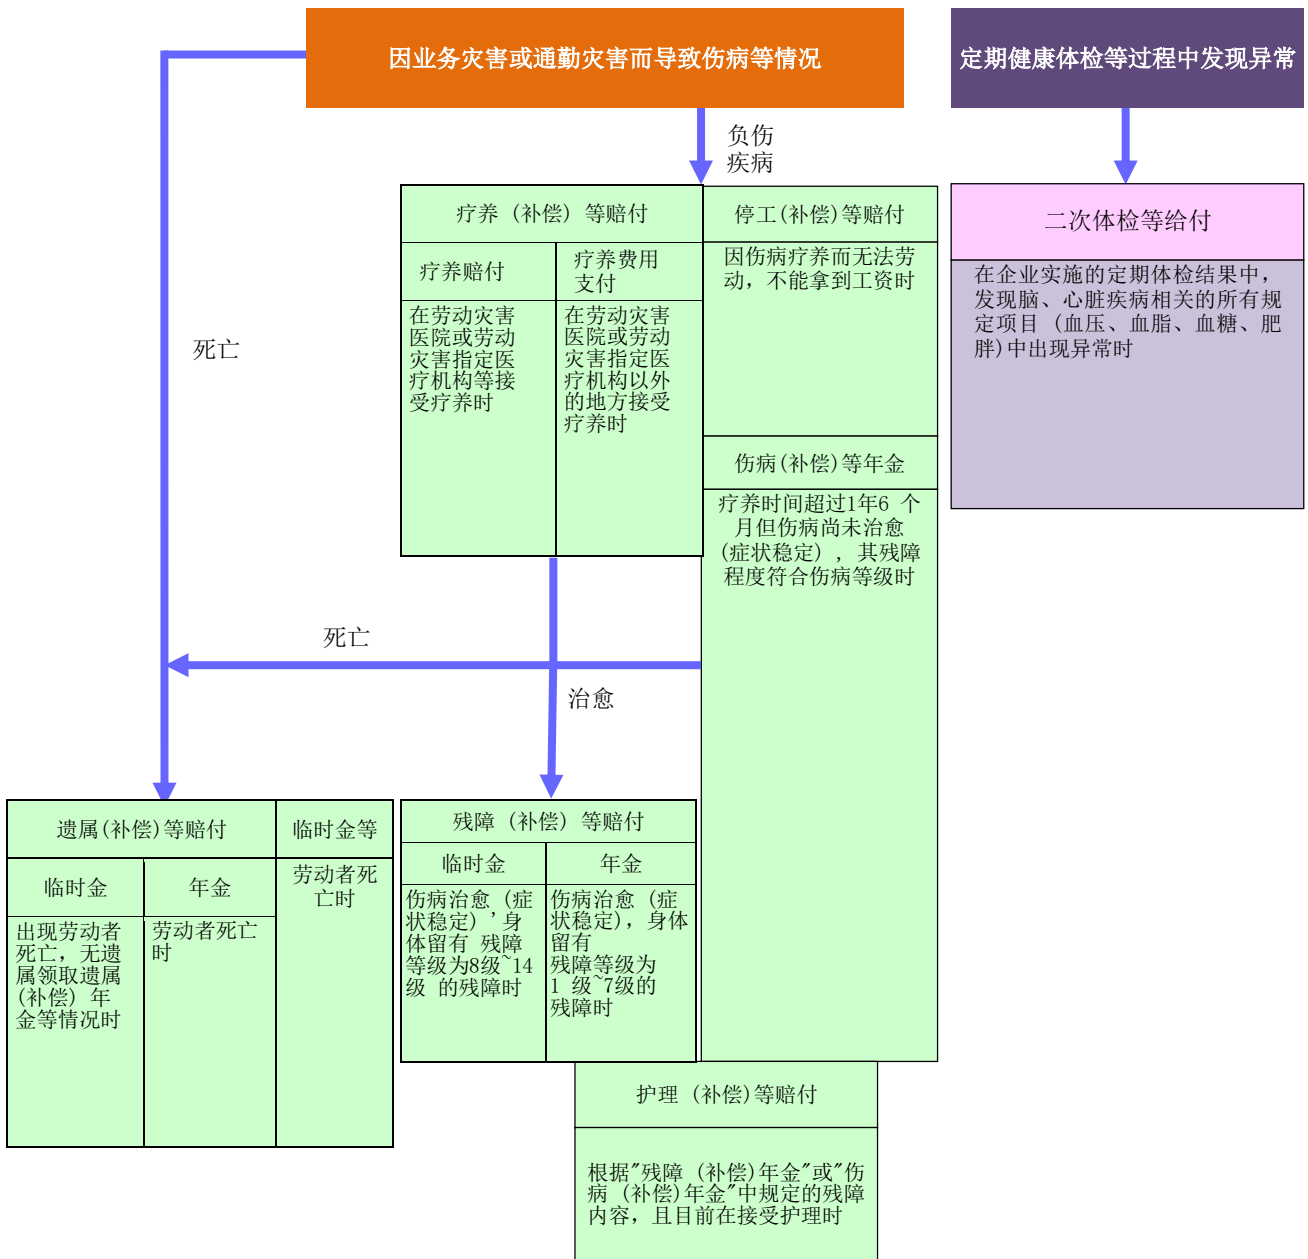 因业务灾害或通勤灾害而导致伤病等情况
定期健康体检等过程中发现异常
负伤
疾病
疗养 (补偿) 等赔付
疗养赔付
疗养费用
支付
在劳动灾害
医院或劳动
灾害指定医
疗机构等接
受疗养时
在劳动灾害
医院或劳动
灾害指定医
疗机构以外
的地方接受
疗养时
停工(补偿)等赔付
因伤病疗养而无法劳
动，不能拿到工资时
伤病(补偿)等年金
疗养时间超过1年6 个
月但伤病尚未治愈
(症状稳定) , 其残障
程度符合伤病等级时
二次体检等给付
在企业实施的定期体检结果中，
发现脑、心脏疾病相关的所有规
定项目 (血压、血脂、血糖、肥
胖)中出现异常时
死亡
死亡
治愈
遗属(补偿)等赔付
临时金
年金
出现劳动者
死亡，无遗
属领取遗属
(补偿) 年
金等情况时
劳动者死亡
时
临时金等
劳动者死
亡时
残障 (补偿) 等赔付
临时金
年金
伤病治愈 (症
状稳定) ’身
体留有 残障
等级为8级~14
级 的残障时
伤病治愈 (症
状稳定), 身体
留有
残障等级为
1 级~7级的
残障时
护理 (补偿)等赔付
根据"残障 (补偿)年金"或"伤
病 (补偿)年金"中规定的残障
内容，且目前在接受护理时